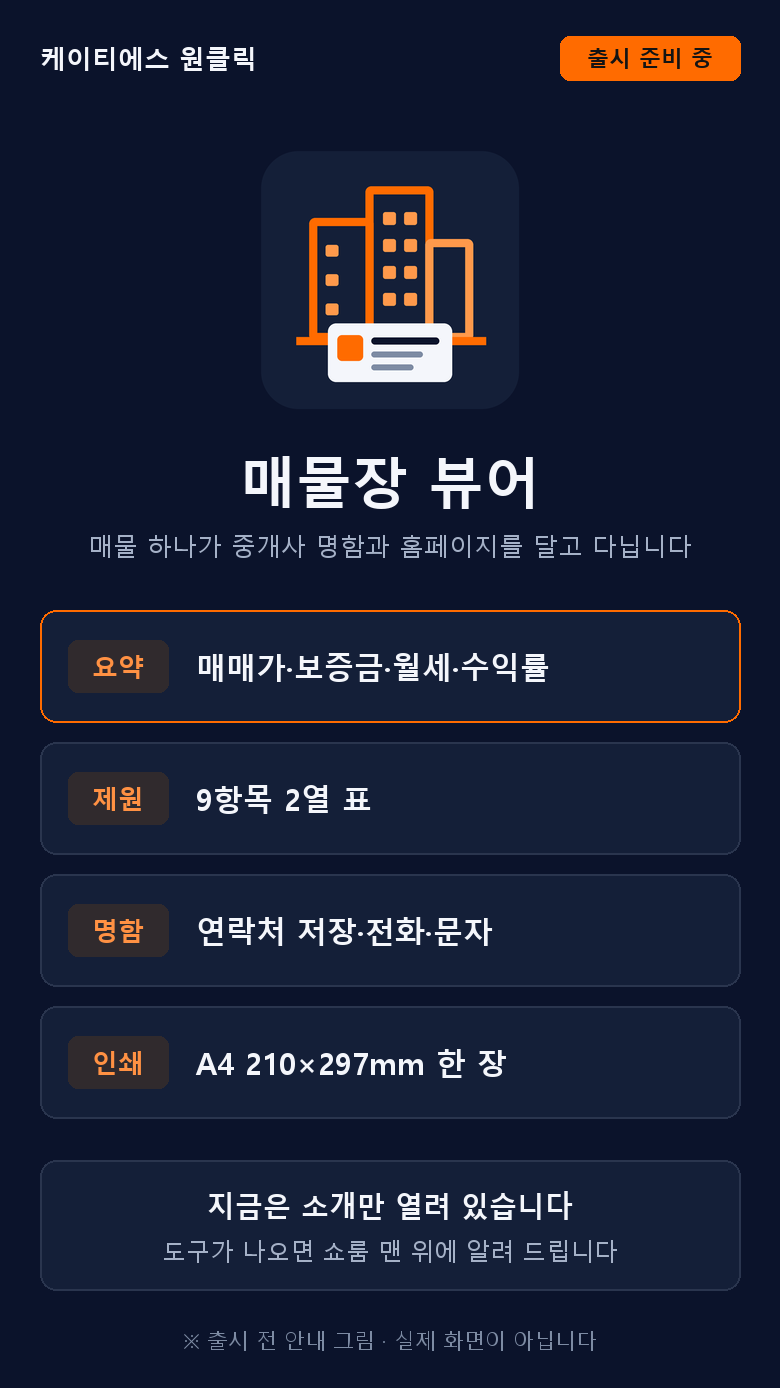 케이티에스 원클릭
출시 준비 중
매물장 뷰어
매물 하나가 중개사 명함과 홈페이지를 달고 다닙니다
요약 매매가·보증금·월세·수익률
제원 9항목 2열 표
명함 연락처 저장·전화·문자
인쇄 A4 210×297mm 한 장
지금은 소개만 열려 있습니다
도구가 나오면 쇼룸 맨 위에 알려 드립니다
※ 출시 전 안내 그림 · 실제 화면이 아닙니다